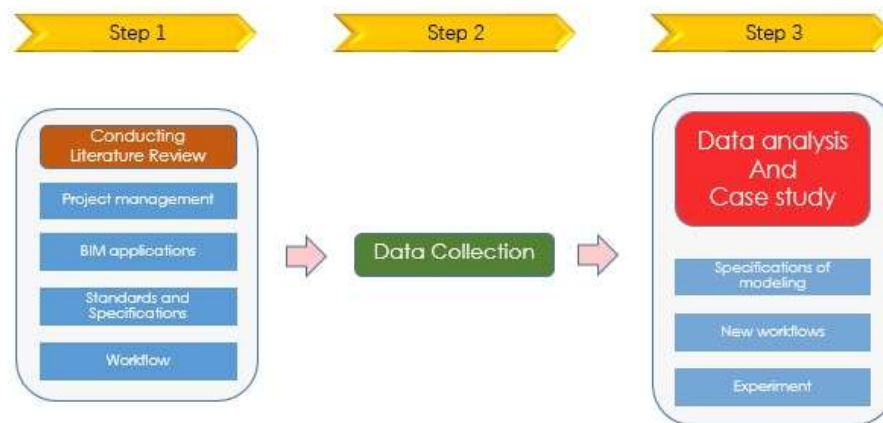 Step 1
Step 2
Step 3
Conducting
Literature Review
Project management
BIM applications
Standards and
Specifications
Workflow
Data Collection
Data analysis
And
Case study
Specifications of
modeling
New workflows
Experiment